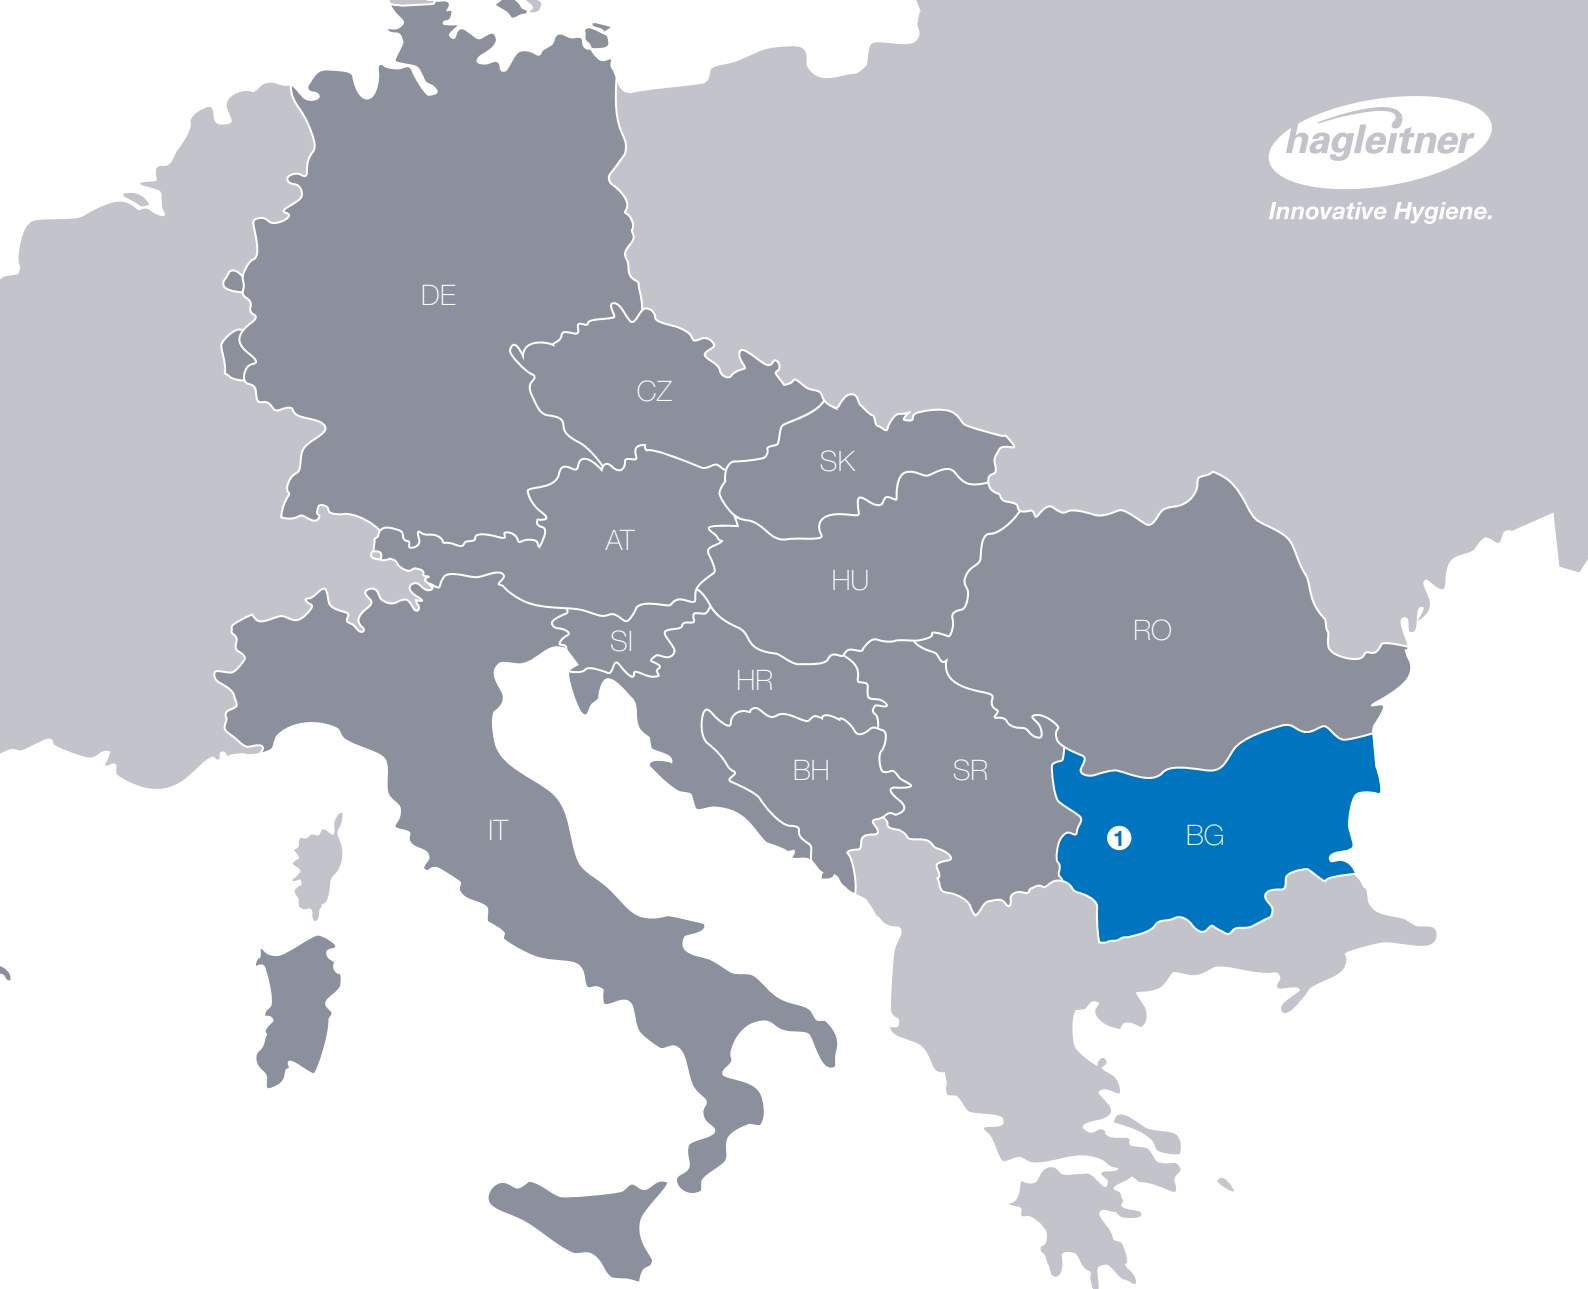 hagleitner
Innovative Hygiene.
DE
CZ
SK
AT
HU
RO
SI
HR
BH
SR
IT
1
BG